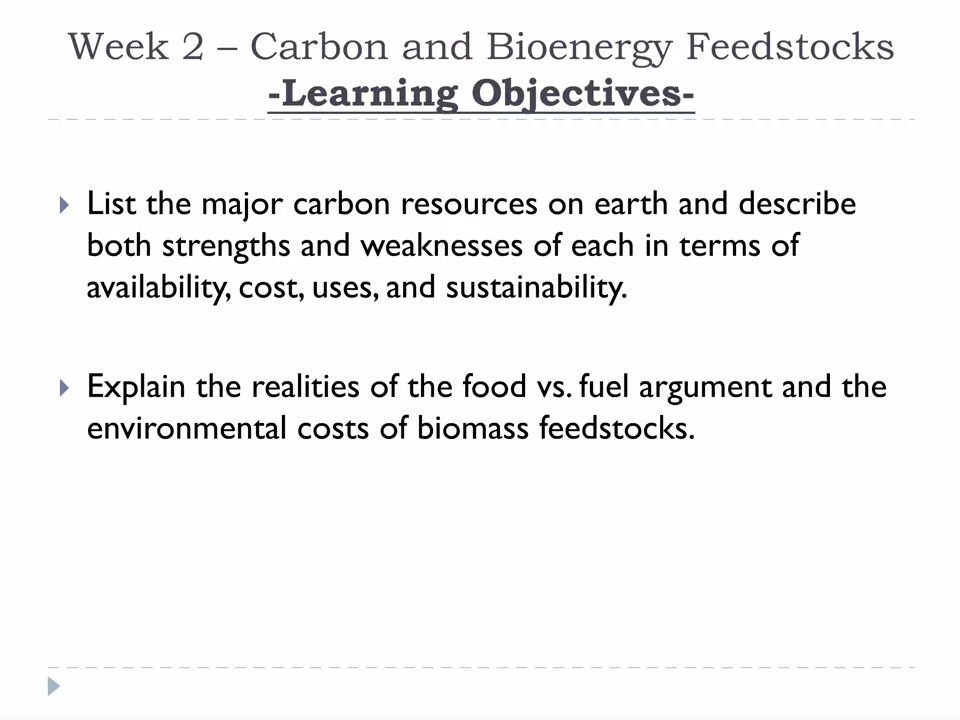 Week 2 – Carbon and Bioenergy Feedstocks
-Learning Objectives-
List the major carbon resources on earth and describe
both strengths and weaknesses of each in terms of
availability, cost, uses, and sustainability.
Explain the realities of the food vs. fuel argument and the
environmental costs of biomass feedstocks.